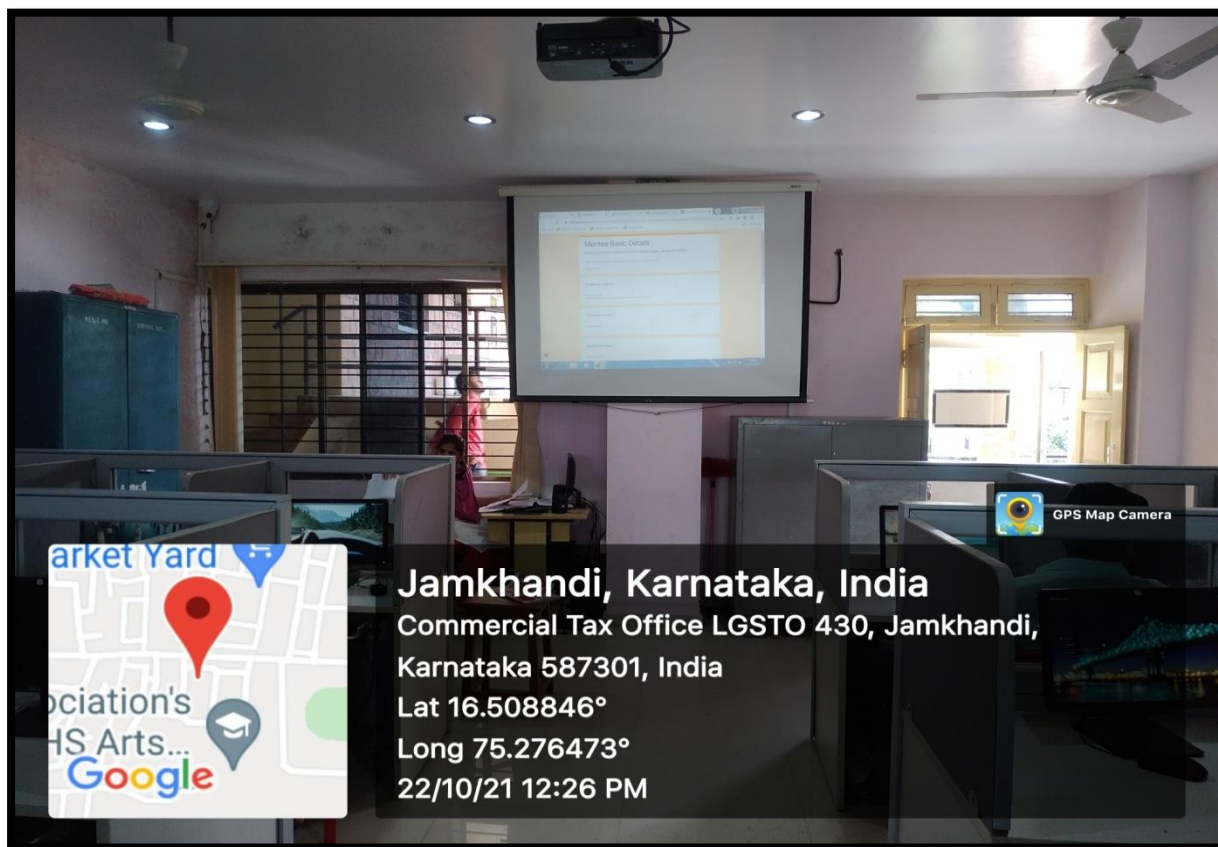 Mentee Basic Details
GPS Map Camera
arket Yard
ociation's
HS Arts...
Google
Jamkhandi, Karnataka, India
Commercial Tax Office LGSTO 430, Jamkhandi,
Karnataka 587301, India
Lat 16.508846°
Long 75.276473°
22/10/21 12:26 PM